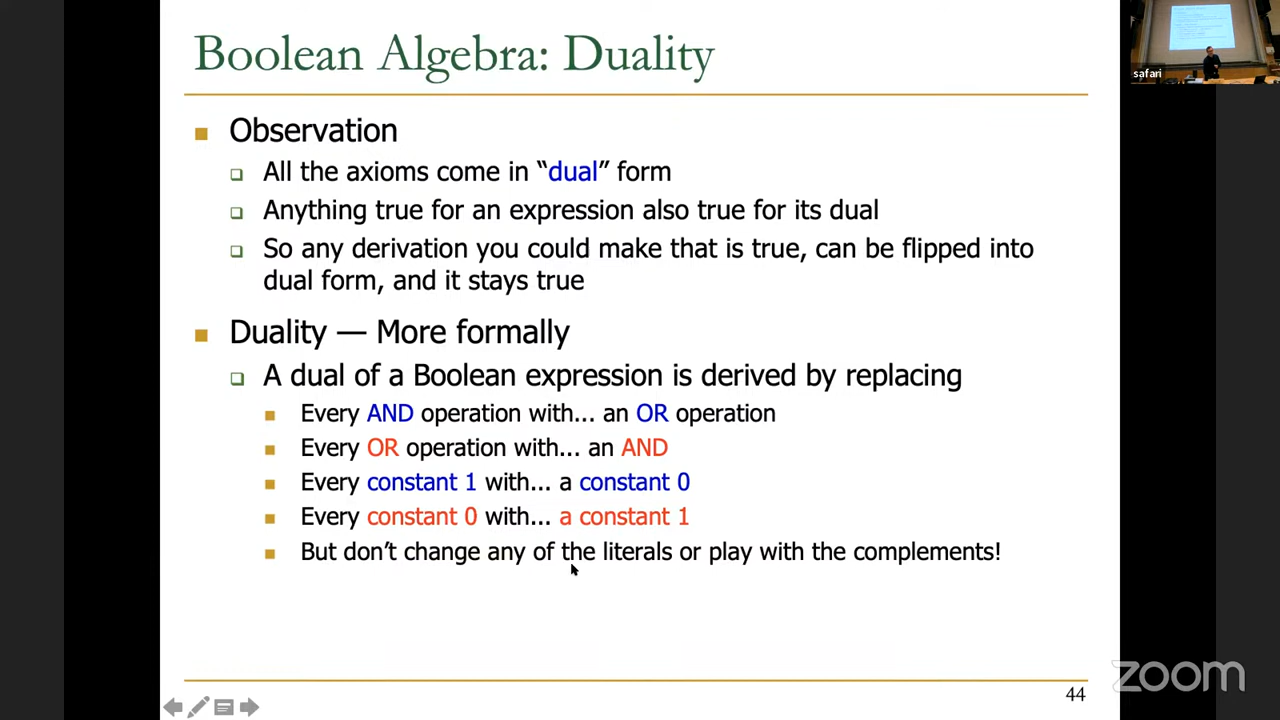 Boolean Algebra: Duality
Observation
All the axioms come in “dual” form
Anything true for an expression also true for its dual
So any derivation you could make that is true, can be flipped into
dual form, and it stays true
Duality — More formally
A dual of a Boolean expression is derived by replacing
Every AND operation with... an OR operation
Every OR operation with... an AND
Every constant 1 with... a constant 0
Every constant 0 with... a constant 1
But don’t change any of the literals or play with the complements!
44
safari
zoom